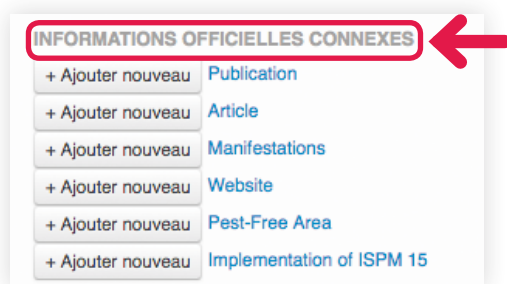 INFORMATIONS OFFICIELLES CONNEXES
+ Ajouter nouveau Publication
+ Ajouter nouveau Article
+ Ajouter nouveau Manifestations
+ Ajouter nouveau Website
+ Ajouter nouveau Pest-Free Area
+ Ajouter nouveau Implementation of ISPM 15